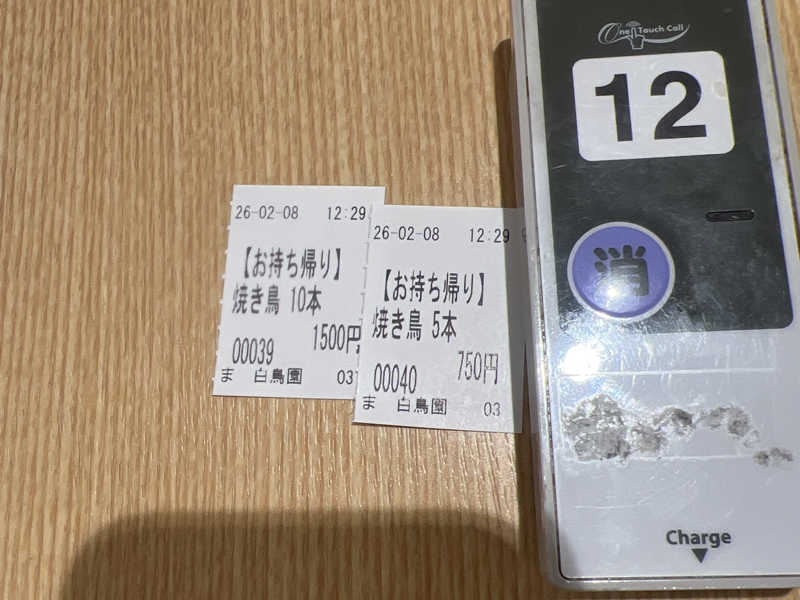 26-02-08 12:29
【お持ち帰り】
焼き鳥 10本
1500円
00039
ま 白鳥園 03
26-02-08 12:29
【お持ち帰り】
焼き鳥 5本
750円
00040
ま 白鳥園 03
One Touch Call
12
消
Charge